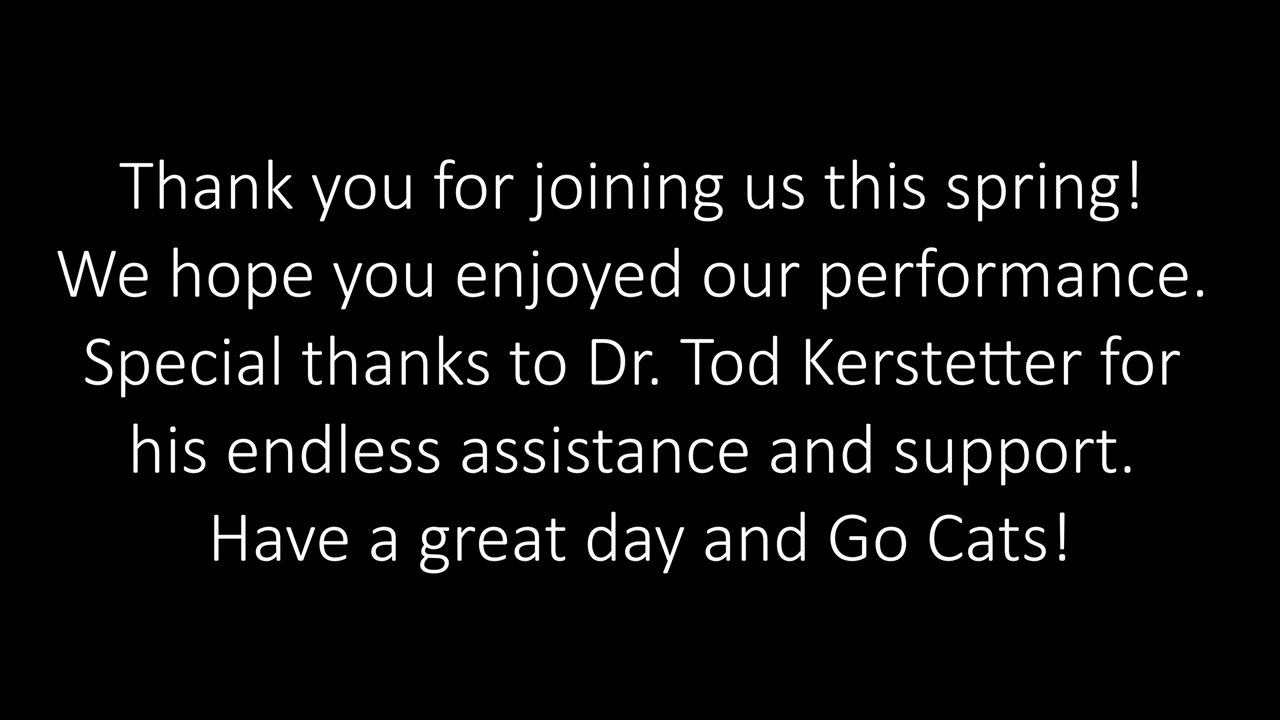 Thank you for joining us this spring!
We hope you enjoyed our performance.
Special thanks to Dr. Tod Kerstetter for
his endless assistance and support.
Have a great day and Go Cats!